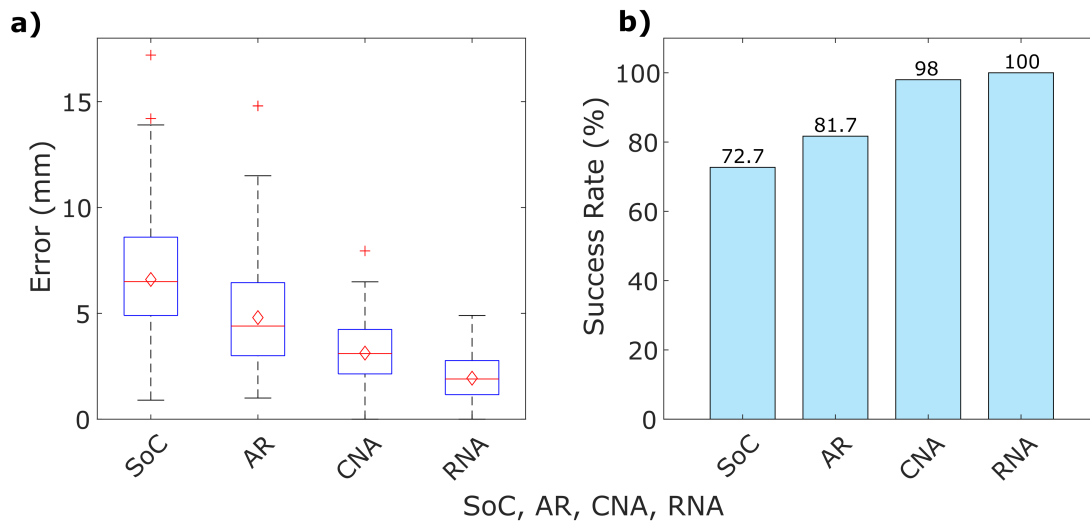 a)
Error (mm)
15
10
5
0
SoC
AR
CNA
RNA
b)
Success Rate (%)
100
80
60
40
20
0
72.7
81.7
98
100
SoC
AR
CNA
RNA
SoC, AR, CNA, RNA